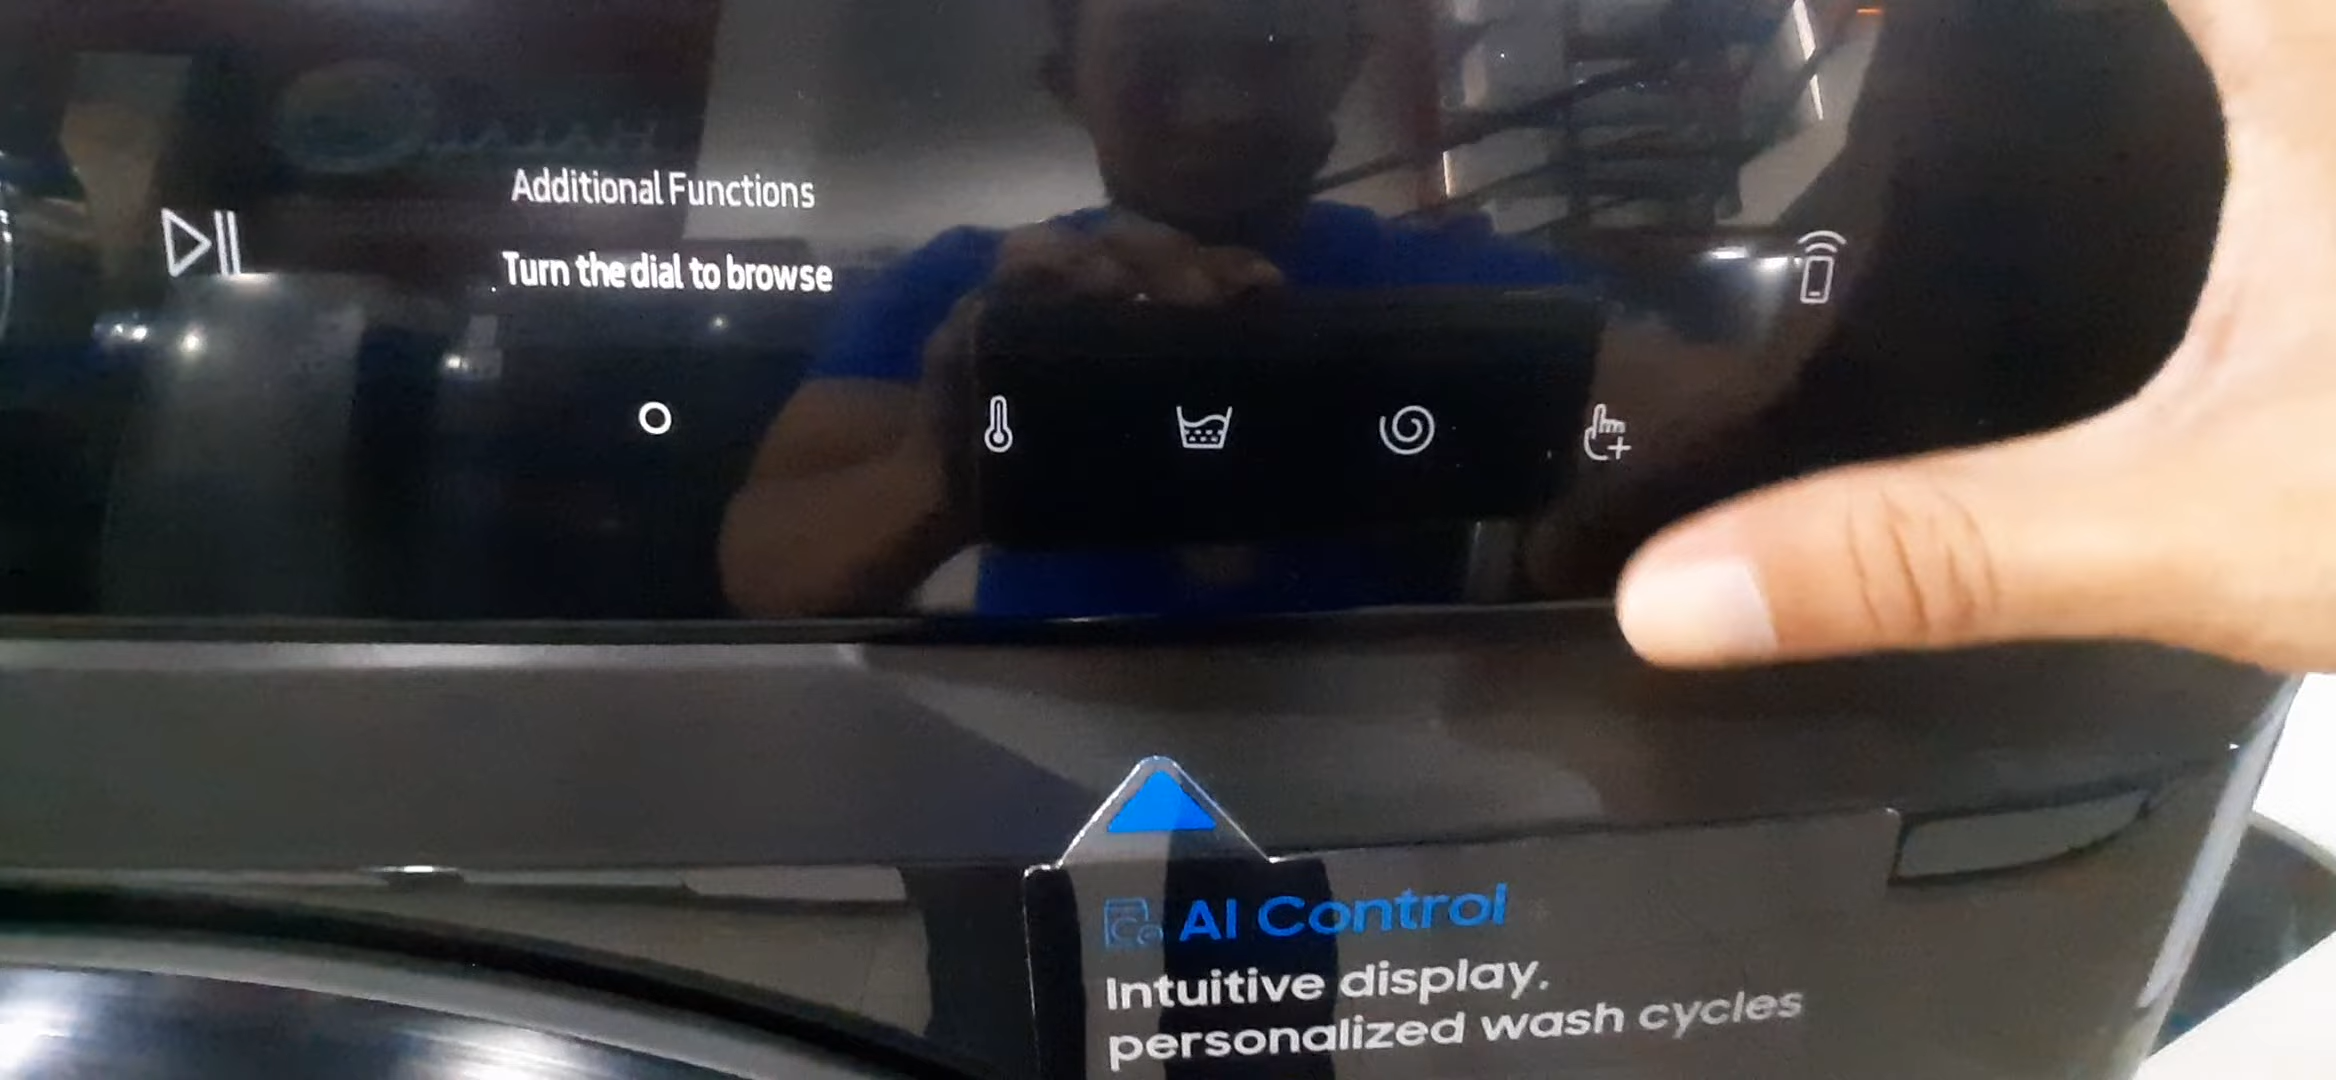 Additional Functions
Turn the dial to browse
AI Control
Intuitive display.
personalized wash cycles